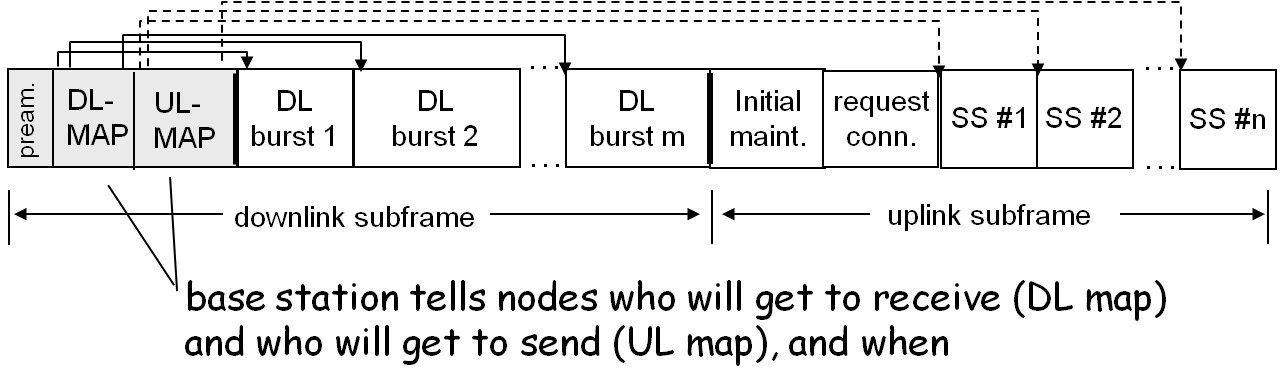 pream.
DL-
MAP
UL-
MAP
DL
burst 1
DL
burst 2
...
DL
burst m
Initial
maint.
request
conn.
SS #1
SS #2
...
SS #n
...
...
downlink subframe
uplink subframe
base station tells nodes who will get to receive (DL map)
and who will get to send (UL map), and when